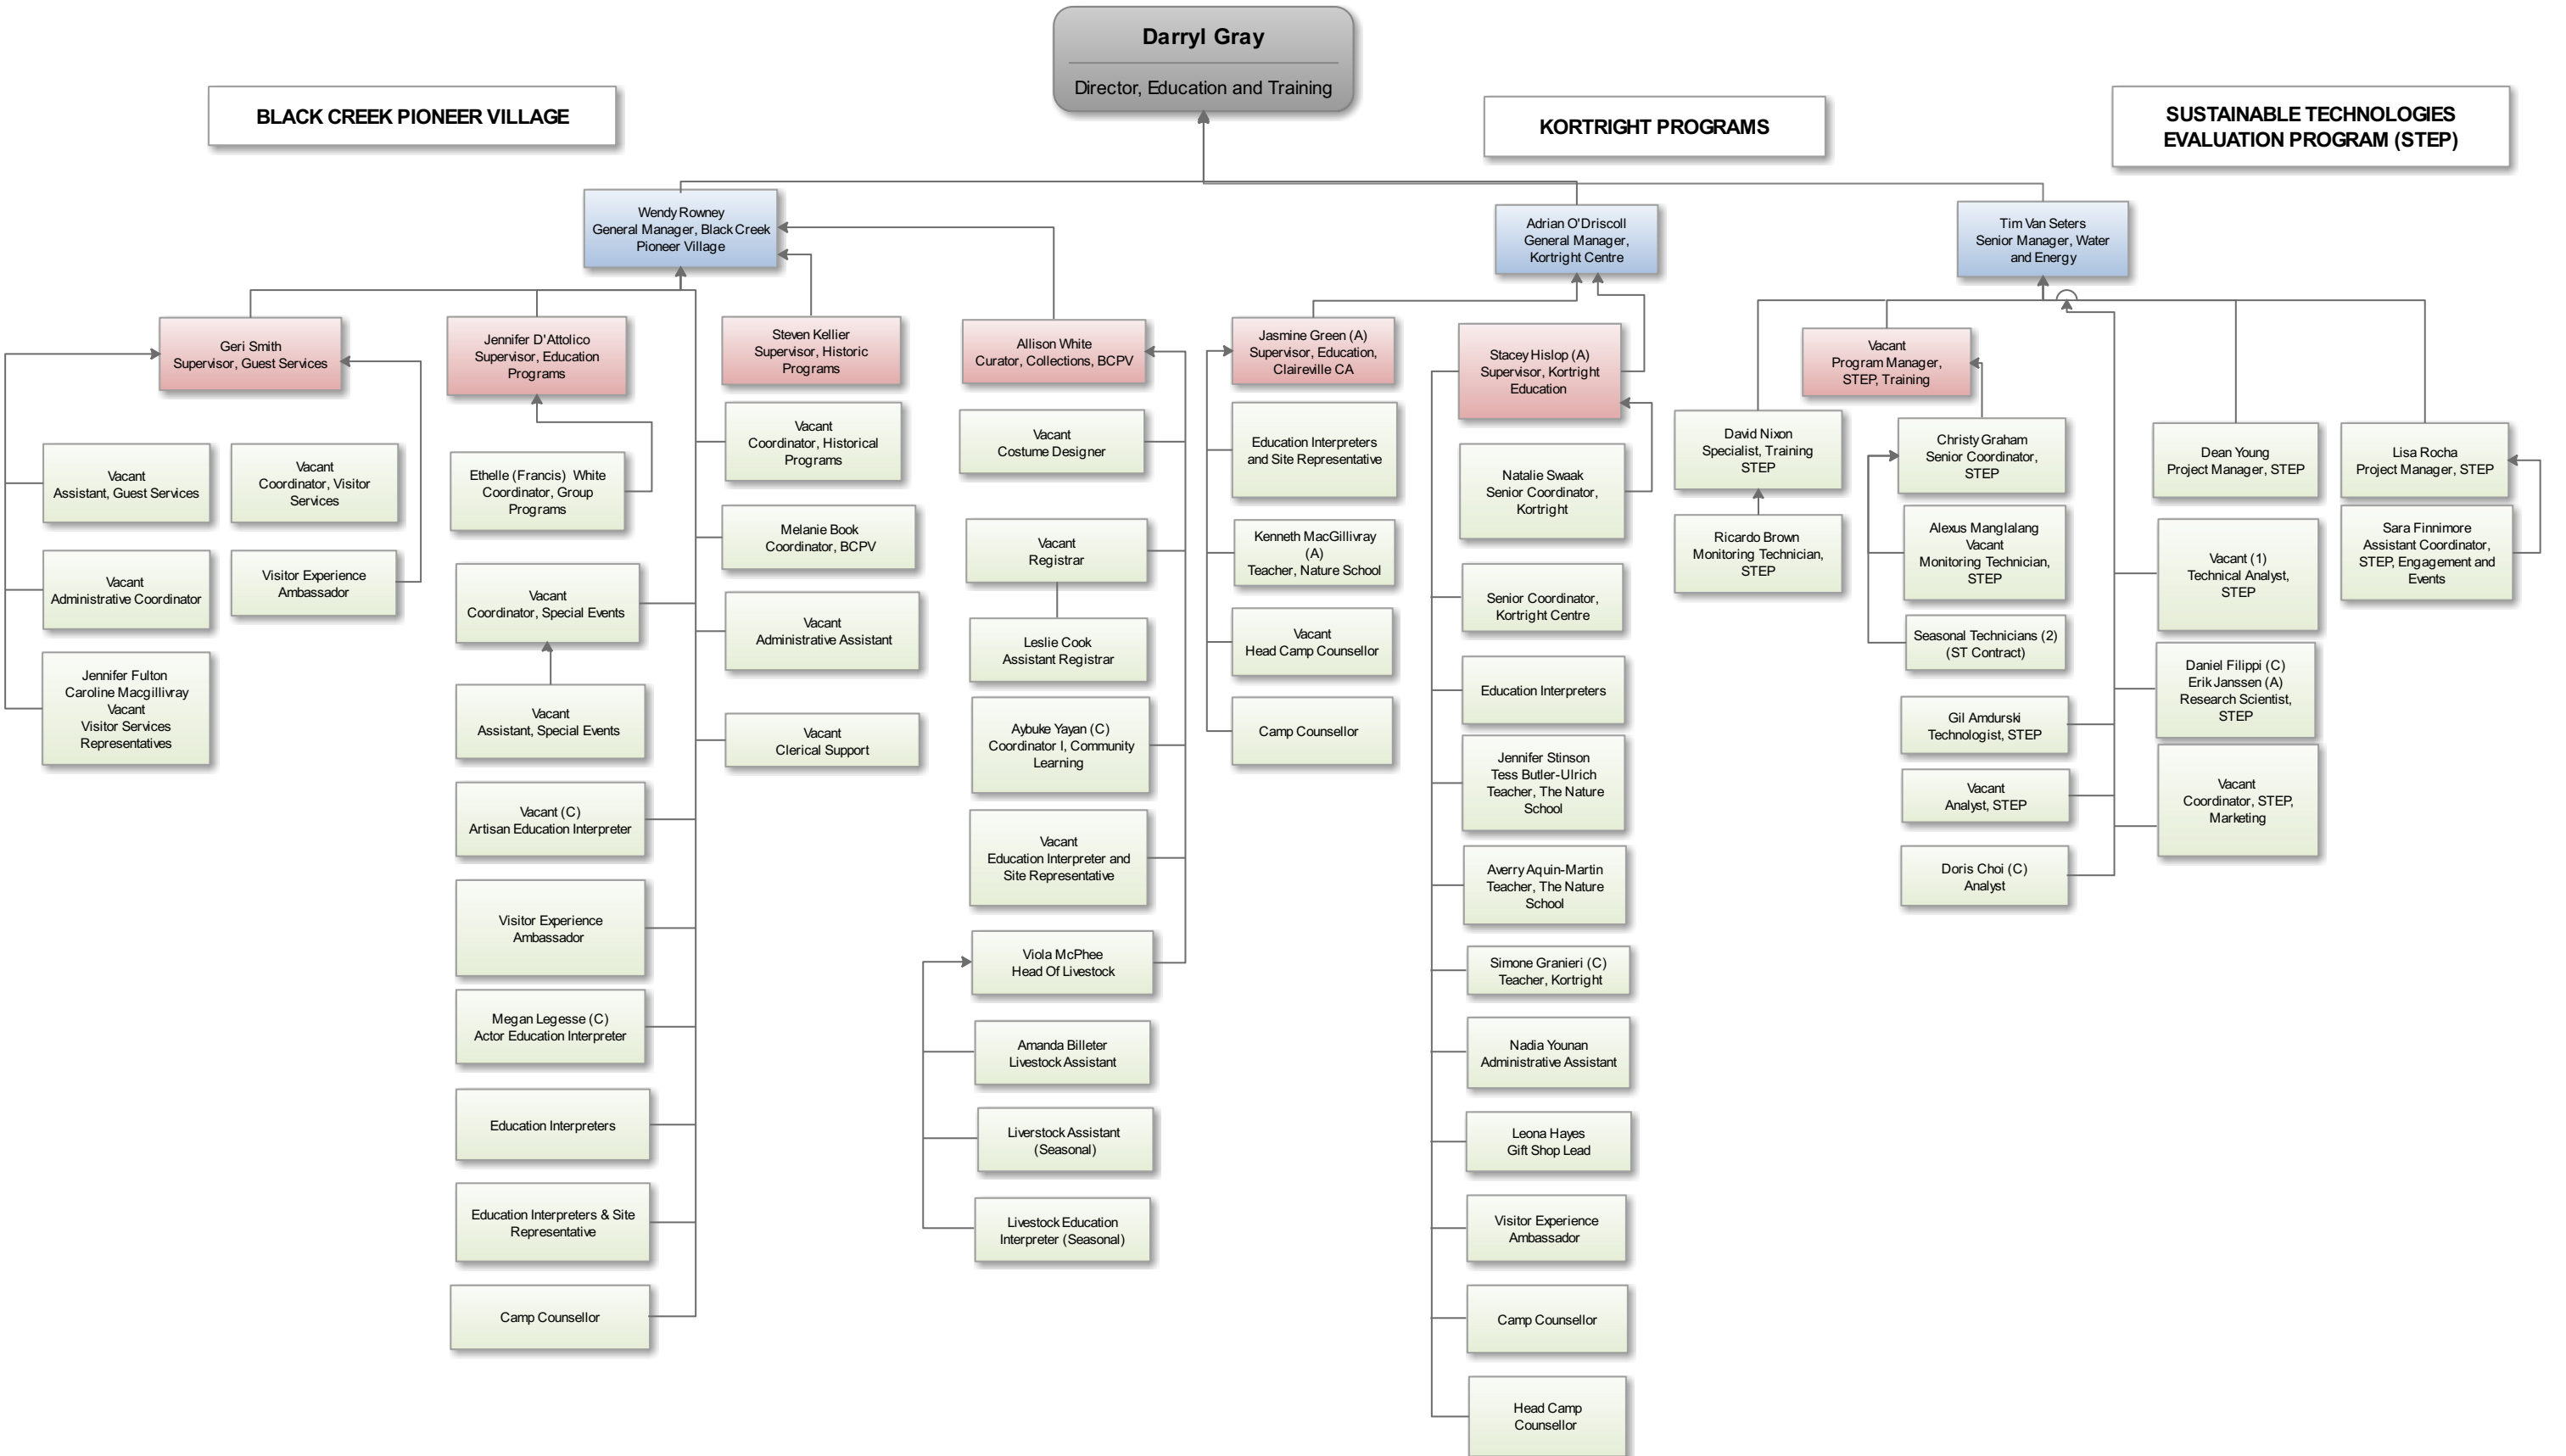 Darryl Gray
Director, Education and Training
BLACK CREEK PIONEER VILLAGE
KORTRIGHT PROGRAMS
SUSTAINABLE TECHNOLOGIES
EVALUATION PROGRAM (STEP)
Wendy Rowney
General Manager, Black Creek
Pioneer Village
Adrian O'Driscoll
General Manager,
Kortright Centre
Tim Van Seters
Senior Manager, Water
and Energy
Geri Smith
Supervisor, Guest Services
Vacant
Assistant, Guest Services
Vacant
Coordinator, Visitor
Services
Vacant
Administrative Coordinator
Visitor Experience
Ambassador
Jennifer Fulton
Caroline Macgillivray
Vacant
Visitor Services
Representatives
Jennifer D'Attolico
Supervisor, Education
Programs
Ethelle (Francis) White
Coordinator, Group
Programs
Vacant
Coordinator, Special Events
Vacant
Assistant, Special Events
Vacant (C)
Artisan Education Interpreter
Visitor Experience
Ambassador
Megan Legesse (C)
Actor Education Interpreter
Education Interpreters
Education Interpreters & Site
Representative
Camp Counsellor
Steven Kellier
Supervisor, Historic
Programs
Vacant
Coordinator, Historical
Programs
Melanie Book
Coordinator, BCPV
Vacant
Administrative Assistant
Vacant
Clerical Support
Allison White
Curator, Collections, BCPV
Vacant
Costume Designer
Vacant
Registrar
Leslie Cook
Assistant Registrar
Aybuke Yayan (C)
Coordinator I, Community
Learning
Vacant
Education Interpreter and
Site Representative
Viola McPhee
Head Of Livestock
Amanda Billeter
Livestock Assistant
Liverstock Assistant
(Seasonal)
Livestock Education
Interpreter (Seasonal)
Jasmine Green (A)
Supervisor, Education,
Claireville CA
Education Interpreters
and Site Representative
Kenneth MacGillivray
(A)
Teacher, Nature School
Vacant
Head Camp Counsellor
Camp Counsellor
Stacey Hislop (A)
Supervisor, Kortright
Education
Natalie Swaak
Senior Coordinator,
Kortright
Senior Coordinator,
Kortright Centre
Education Interpreters
Jennifer Stinson
Tess Butler-Ulrich
Teacher, The Nature
School
Averry Aquin-Martin
Teacher, The Nature
School
Simone Granieri (C)
Teacher, Kortright
Nadia Younan
Administrative Assistant
Leona Hayes
Gift Shop Lead
Visitor Experience
Ambassador
Camp Counsellor
Head Camp
Counsellor
David Nixon
Specialist, Training
STEP
Ricardo Brown
Monitoring Technician,
STEP
Vacant
Program Manager,
STEP, Training
Christy Graham
Senior Coordinator,
STEP
Alexus Manglalang
Vacant
Monitoring Technician,
STEP
Seasonal Technicians (2)
(ST Contract)
Gil Amdurski
Technologist, STEP
Vacant
Analyst, STEP
Doris Choi (C)
Analyst
Dean Young
Project Manager, STEP
Vacant (1)
Technical Analyst,
STEP
Daniel Filippi (C)
Erik Janssen (A)
Research Scientist,
STEP
Vacant
Coordinator, STEP,
Marketing
Lisa Rocha
Project Manager, STEP
Sara Finnimore
Assistant Coordinator,
STEP, Engagement and
Events